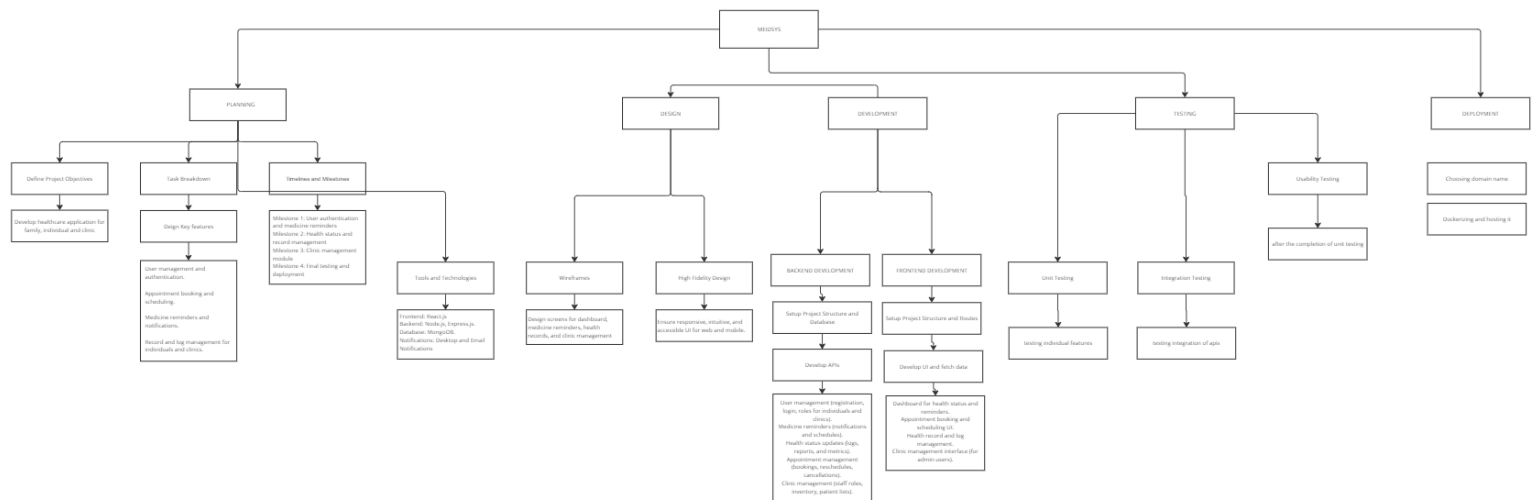 MEIDSYS
PLANNING
DESIGN
DEVELOPMENT
TESTING
DEPLOYMENT
Define Project Objectives
Task Breakdown
Timelines and Milestones
Usability Testing
Choosing domain name
Develop healthcare application for
family, individual and clinic.
Deign Key features
Milestone 1: User authentication
and medicine reminders
Milestone 2: Health status and
record management
Milestone 3: Clinic management
module
Milestone 4: Final testing and
deployment
after the completion of unit testing
Dockerizing and hosting it
User management and
authentication.
Appointment booking and
scheduling.
Medicine reminders and
notifications.
Record and log management for
individuals and clinics.
Tools and Technologies
Wireframes
High Fidelity Design
BACKEND DEVELOPMENT
FRONTEND DEVELOPMENT
Unit Testing
Integration Testing
Frontend: React.js
Backend: Node.js, Express.js.
Database: MongoDB.
Notifications: Desktop and Email
Notifications
Design screens for dashboard,
medicine reminders, health
records, and clinic management
Ensure responsive, intuitive, and
accessible UI for web and mobile.
Setup Project Structure and
Database
Setup Project Structure and Routes
testing individual features
texting integration of apis
Develop APIs
Develop UI and fetch data
User management (registration,
login, roles for individuals and
clinics).
Medicine reminders (notifications
and schedules).
Health status updates (logs,
reports, and metrics).
Appointment management
(bookings, reschedules,
cancellations).
Clinic management (staff roles,
inventory, patient lists).
Dashboard for health status and
reminders.
Appointment booking and
scheduling UI.
Health record and log
management.
Clinic management interface (for
admin users).